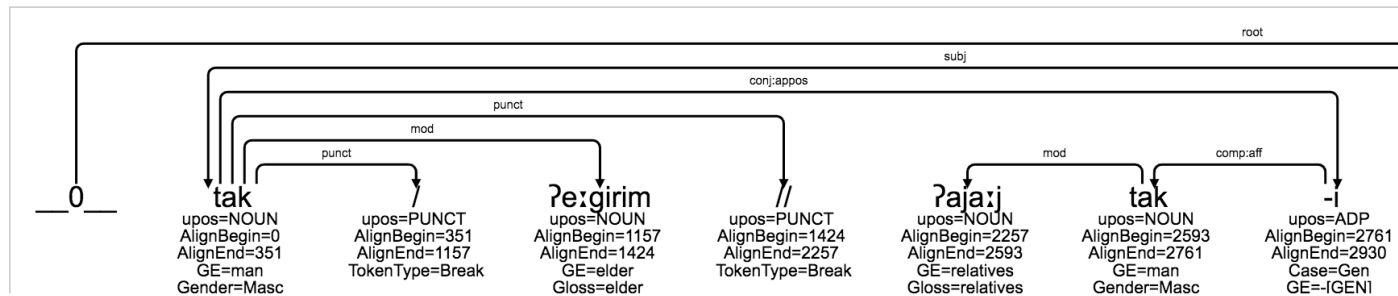 root
subj
conj:appos
punct
mod
punct mod comp:aff
__0__ tak / ʔeːgirim // ʔajaːj tak -i
upos=NOUN upos=PUNCT upos=NOUN upos=PUNCT upos=NOUN upos=NOUN upos=ADP
AlignBegin=0 AlignBegin=351 AlignBegin=1157 AlignBegin=1424 AlignBegin=2257 AlignBegin=2593 AlignBegin=2761
AlignEnd=351 AlignEnd=1157 AlignEnd=1424 AlignEnd=2257 AlignEnd=2593 AlignEnd=2761 AlignEnd=2930
GE=man TokenType=Break GE=elder TokenType=Break GE=relatives GE=man Case=Gen
Gender=Masc Gloss=elder Gloss=relatives Gender=Masc GE=-[GEN]